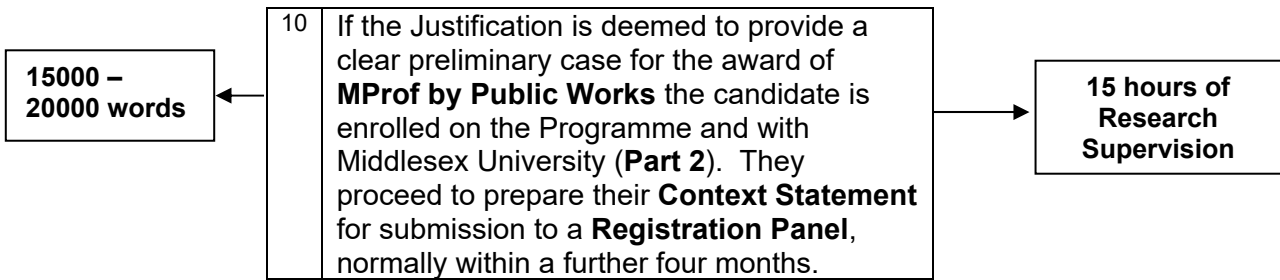 15000 –
20000 words
10
If the Justification is deemed to provide a
clear preliminary case for the award of
MProf by Public Works the candidate is
enrolled on the Programme and with
Middlesex University (Part 2).  They
proceed to prepare their Context Statement
for submission to a Registration Panel,
normally within a further four months.
15 hours of
Research
Supervision